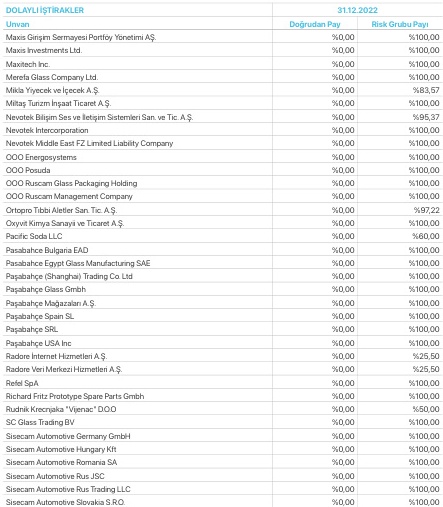 DOLAYLI İŞTİRAKLER 31.12.2022
Unvan Doğrudan Pay Risk Grubu Payı
Maxis Girişim Sermayesi Portföy Yönetimi AŞ. %0,00 %100,00
Maxis Investments Ltd. %0,00 %100,00
Maxitech Inc. %0,00 %100,00
Merefa Glass Company Ltd. %0,00 %100,00
Mikla Yiyecek ve İçecek A.Ş. %0,00 %83,57
Miltaş Turizm İnşaat Ticaret A.Ş. %0,00 %100,00
Nevotek Bilişim Ses ve İletişim Sistemleri San. ve Tic. A.Ş. %0,00 %95,37
Nevotek Intercorporation %0,00 %100,00
Nevotek Middle East FZ Limited Liability Company %0,00 %100,00
OOO Energosystems %0,00 %100,00
OOO Posuda %0,00 %100,00
OOO Ruscam Glass Packaging Holding %0,00 %100,00
OOO Ruscam Management Company %0,00 %100,00
Ortopro Tıbbi Aletler San. Tic. A.Ş. %0,00 %97,22
Oxyvit Kimya Sanayii ve Ticaret A.Ş. %0,00 %100,00
Pacific Soda LLC %0,00 %60,00
Pasabahce Bulgaria EAD %0,00 %100,00
Pasabahce Egypt Glass Manufacturing SAE %0,00 %100,00
Paşabahçe (Shanghai) Trading Co. Ltd %0,00 %100,00
Paşabahçe Glass Gmbh %0,00 %100,00
Paşabahçe Mağazaları A.Ş. %0,00 %100,00
Paşabahçe Spain SL %0,00 %100,00
Paşabahçe SRL %0,00 %100,00
Paşabahçe USA Inc %0,00 %100,00
Radore İnternet Hizmetleri A.Ş. %0,00 %25,50
Radore Veri Merkezi Hizmetleri A.Ş. %0,00 %25,50
Refel SpA %0,00 %100,00
Richard Fritz Prototype Spare Parts Gmbh %0,00 %100,00
Rudnik Krecnjaka "Vijenac" D.O.O %0,00 %50,00
SC Glass Trading BV %0,00 %100,00
Sisecam Automotive Germany GmbH %0,00 %100,00
Sisecam Automotive Hungary Kft %0,00 %100,00
Sisecam Automotive Romania SA %0,00 %100,00
Sisecam Automotive Rus JSC %0,00 %100,00
Sisecam Automotive Rus Trading LLC %0,00 %100,00
Sisecam Automotive Slovakia S.R.O. %0,00 %100,00